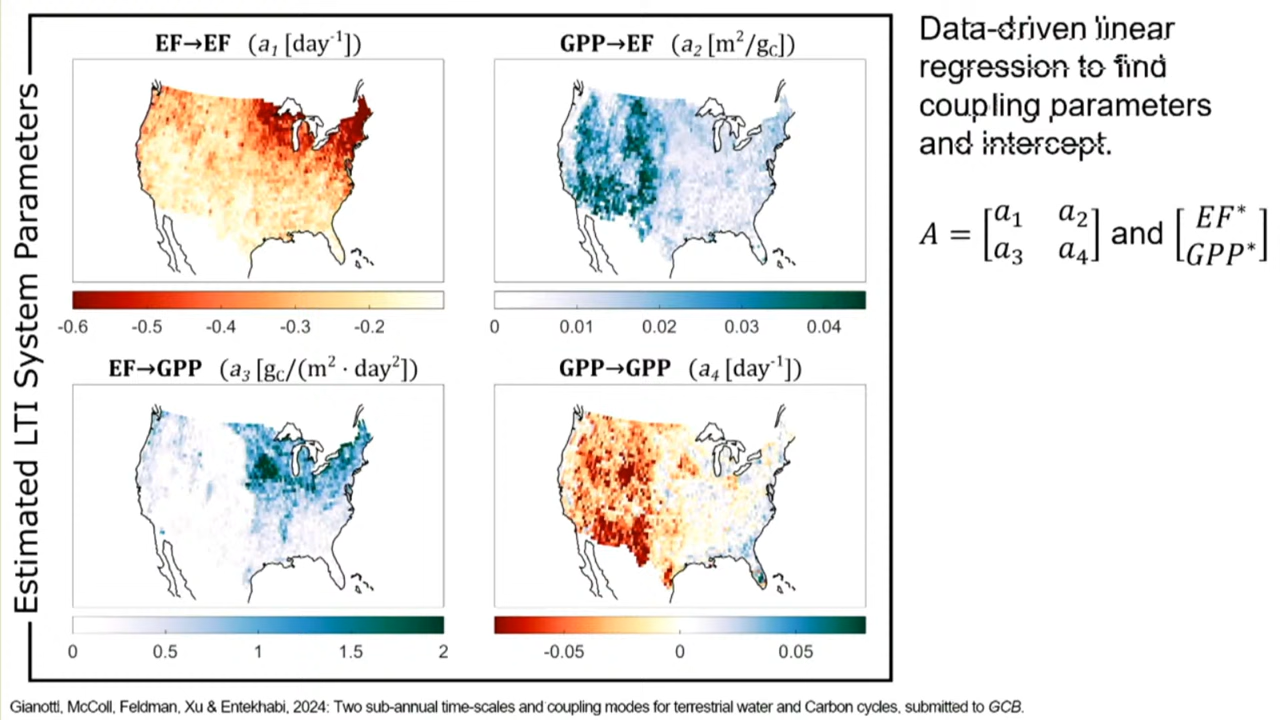 Estimated LTI System Parameters
EF→EF (a₁ [day⁻¹])
-0.6 -0.5 -0.4 -0.3 -0.2
GPP→EF (a₂ [m²/g_C])
0 0.01 0.02 0.03 0.04
EF→GPP (a₃ [g_C/(m² · day²])
0 0.5 1 1.5 2
GPP→GPP (a₄ [day⁻¹])
-0.05 0 0.05
Data-driven linear
regression to find
coupling parameters
and intercept.
A = [a₁ a₂
a₃ a₄] and [EF*
GPP*]
Gianotti, McColl, Feldman, Xu & Entekhabi, 2024: Two sub-annual time-scales and coupling modes for terrestrial water and Carbon cycles, submitted to GCB.